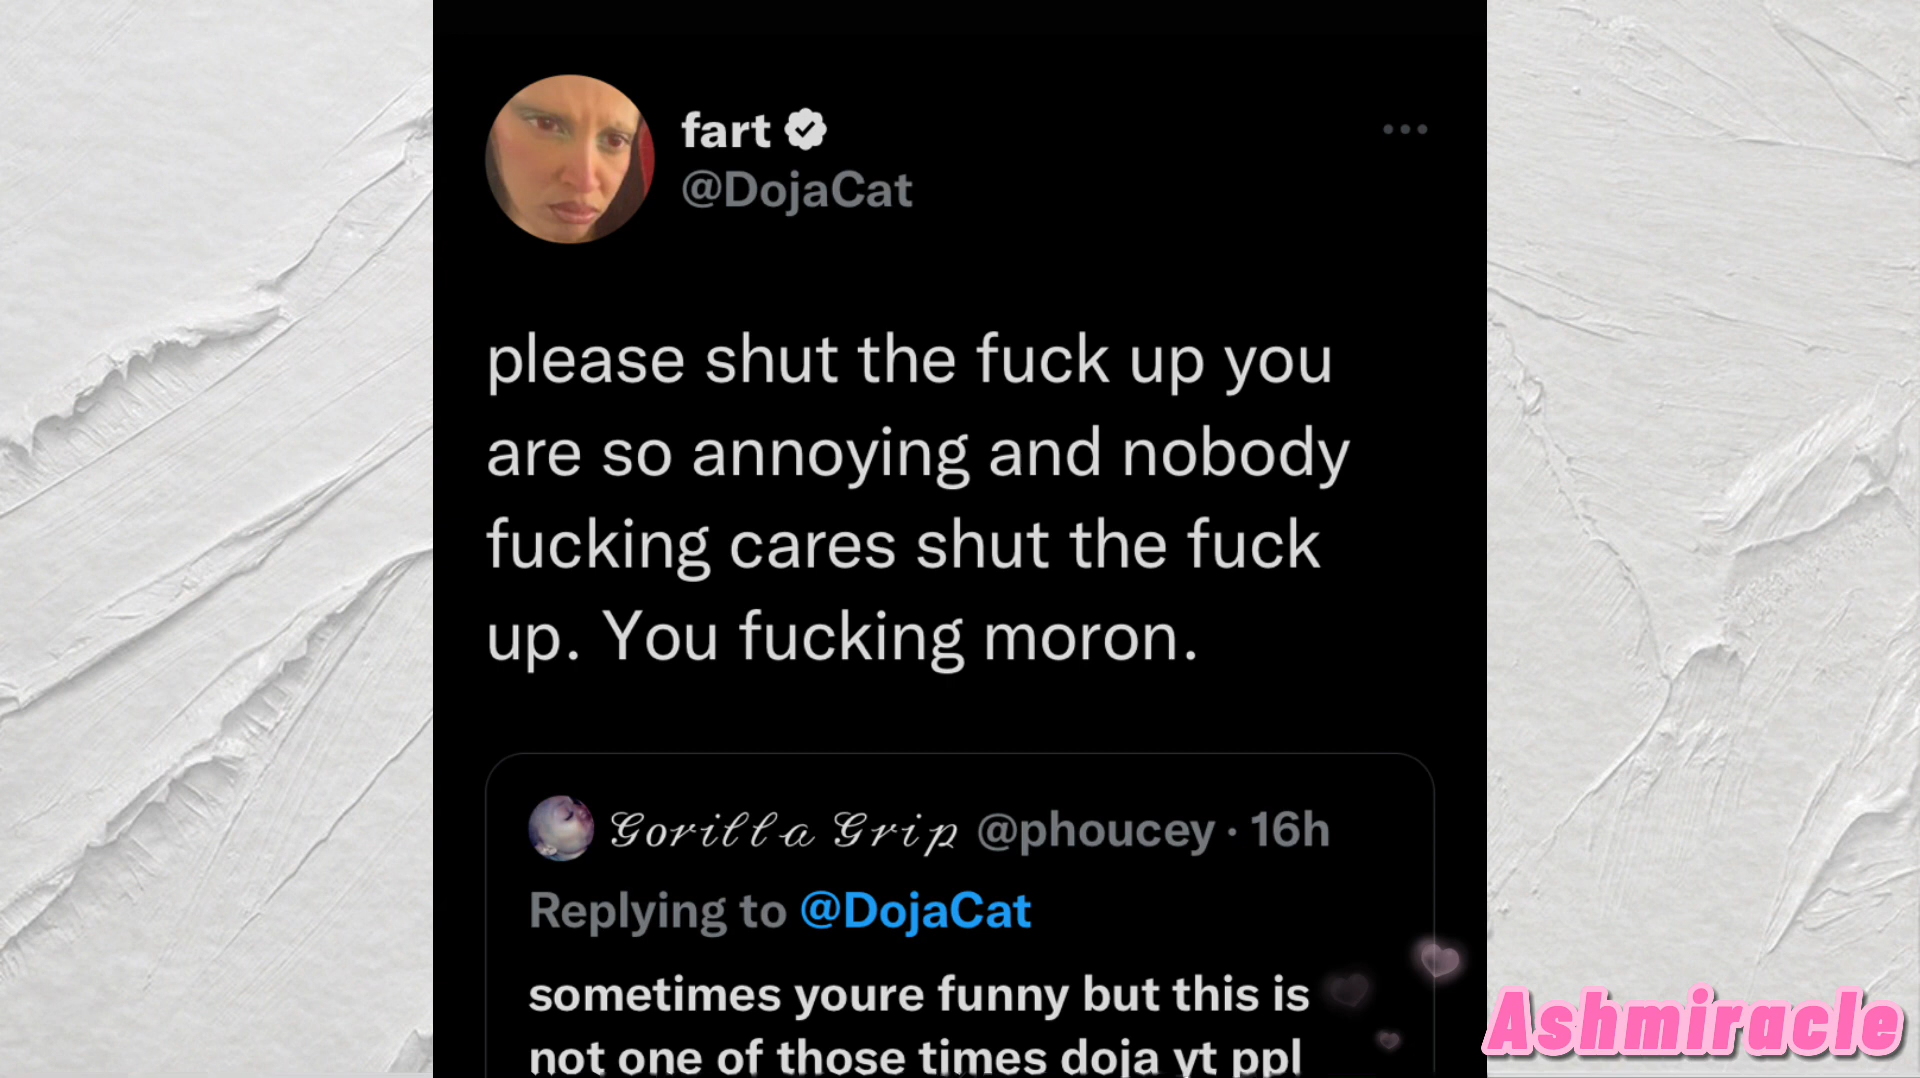 fart
@DojaCat
please shut the fuck up you
are so annoying and nobody
fucking cares shut the fuck
up. You fucking moron.
𝒢ℴ𝓇𝒾𝓁𝓁𝒶 𝒢𝓇𝒾𝓅 @phoucey · 16h
Replying to @DojaCat
sometimes youre funny but this is
not one of those times doja yt ppl
Ashmiracle